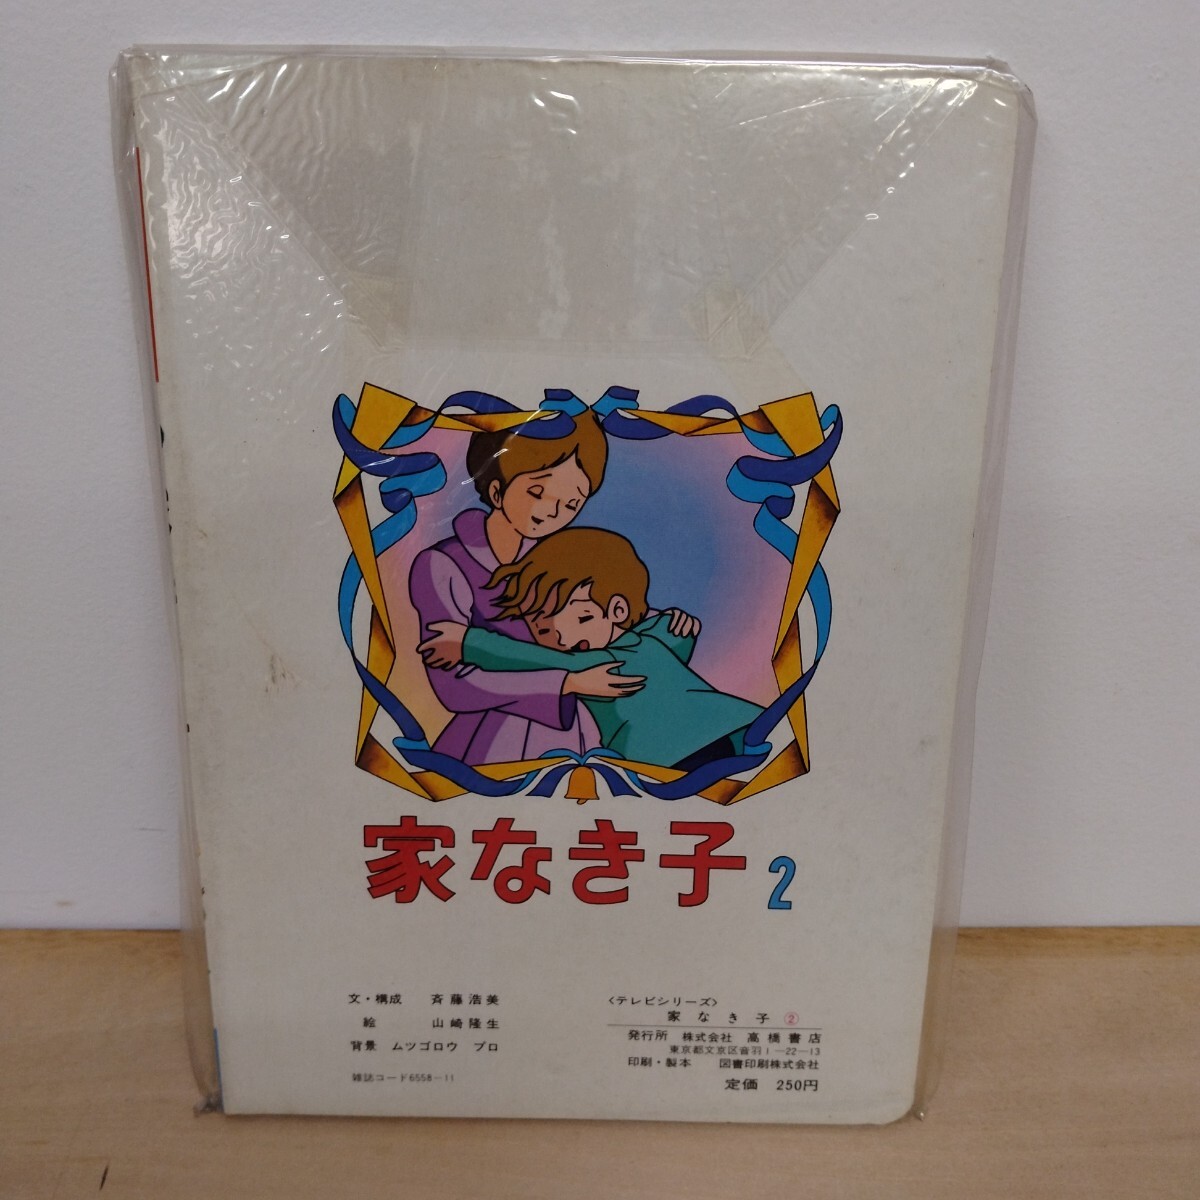 家なき子 2
文・構成 斉藤浩美
絵 山崎隆生
背景 ムツゴロウ プロ
雑誌コード6558-11
〈テレビシリーズ〉
家なき子 ②
発行所 株式会社 高橋書店
東京都文京区音羽1-22-13
印刷・製本 図書印刷株式会社
定価 250円